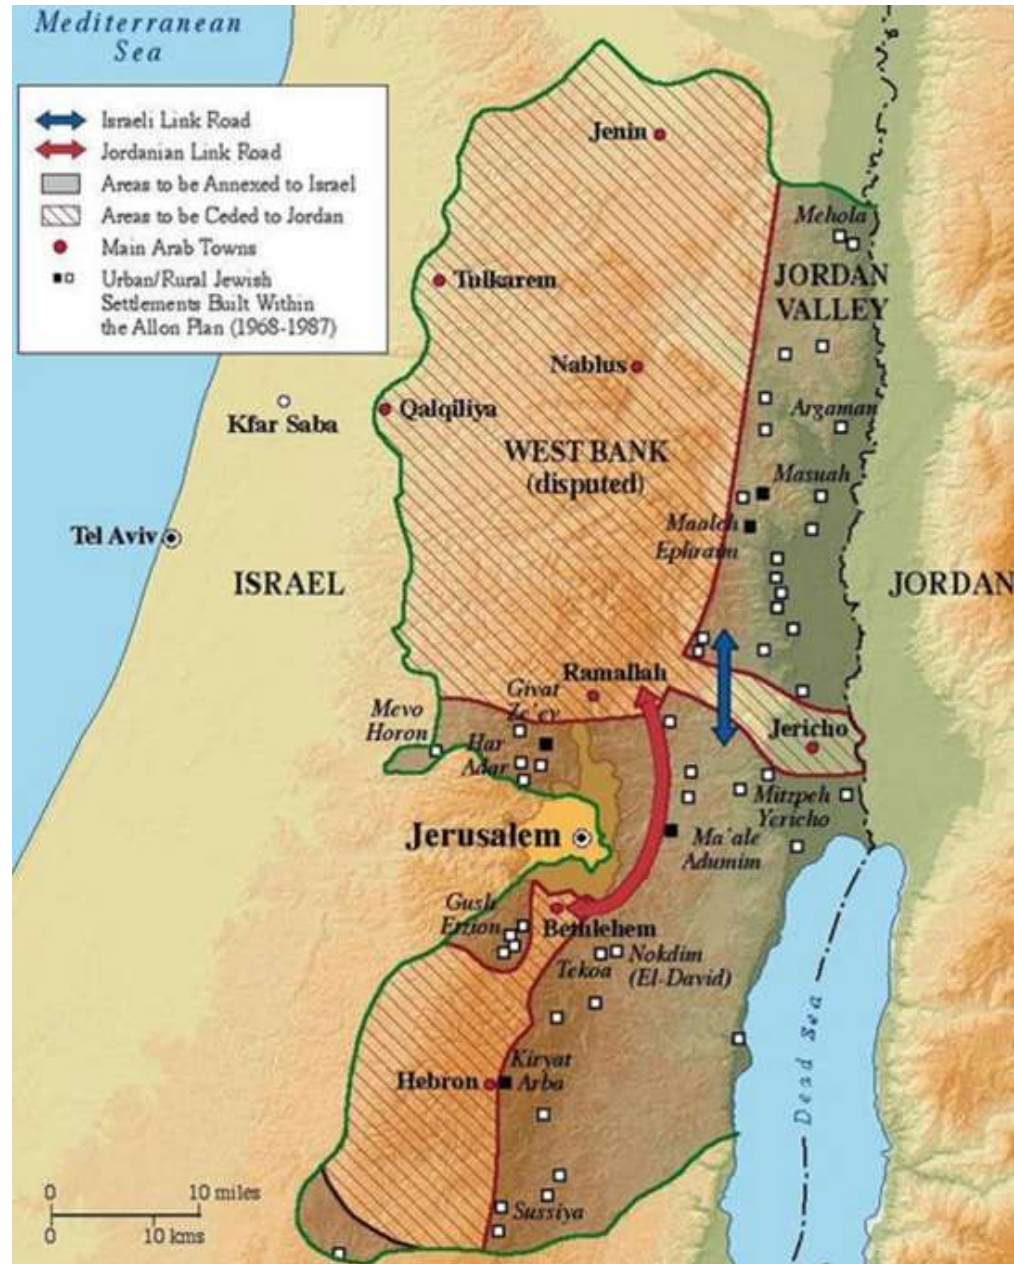 Mediterranean
Sea
Israeli Link Road
Jordanian Link Road
Areas to be Annexed to Israel
Areas to be Ceded to Jordan
Main Arab Towns
Urban/Rural Jewish
Settlements Built Within
the Allon Plan (1968-1987)
Jenin
Mehola
JORDAN
VALLEY
Tulkarem
Nablus
Kfar Saba
Qalqiliya
Argaman
WEST BANK
(disputed)
Masuah
Maaleh
Ephraim
Tel Aviv
ISRAEL
JORDAN
Ramallah
Givat
Ze'ev
Mevo
Horon
Har
Adar
Jericho
Mitzpeh
Yericho
Jerusalem
Ma'ale
Adumim
Gush
Etzion
Bethlehem
Tekoa
Nokdim
(El-David)
Dead Sea
Kiryat
Arba
Hebron
Sussiya
0 10 miles
0 10 kms